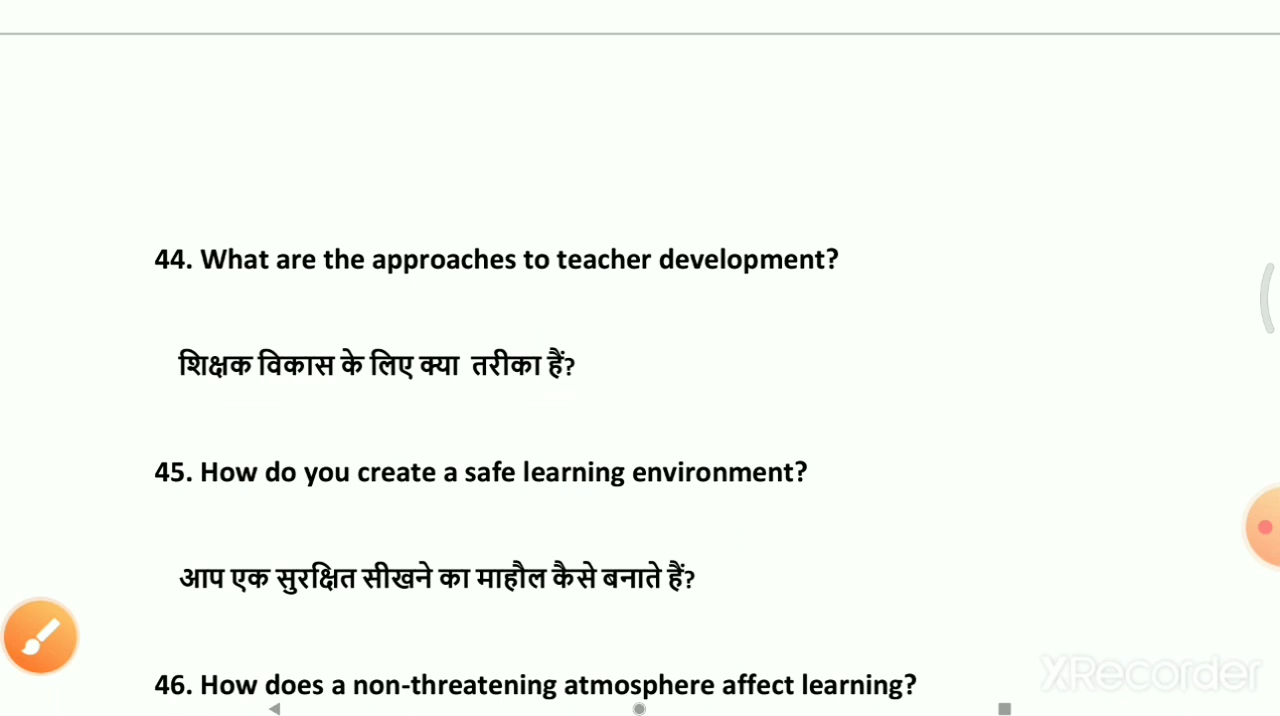 44. What are the approaches to teacher development?
शिक्षक विकास के लिए क्या तरीका हैं?
45. How do you create a safe learning environment?
आप एक सुरक्षित सीखने का माहौल कैसे बनाते हैं?
46. How does a non-threatening atmosphere affect learning?
XRecorder